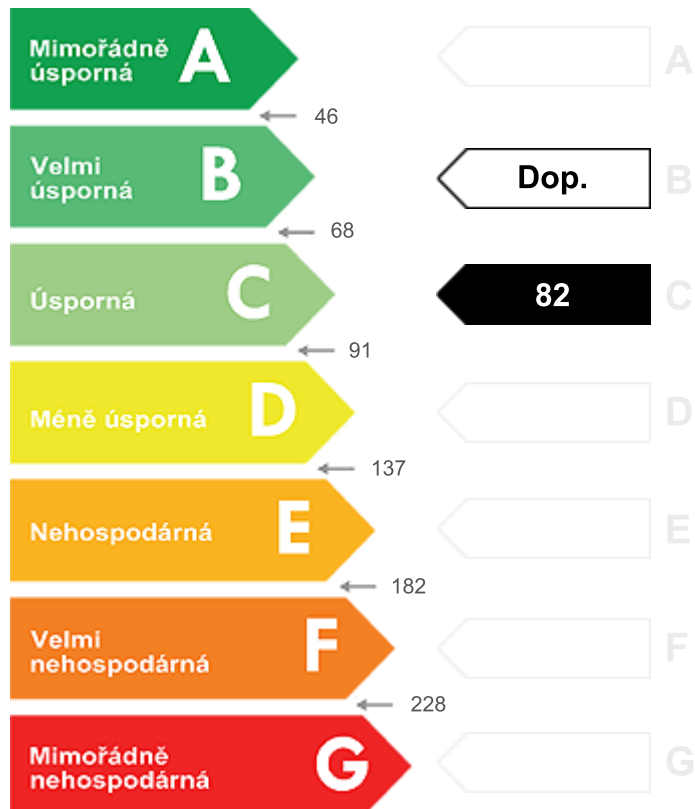 Mimořádně
úsporná
A
A
46
Velmi
úsporná
B
Dop.
B
68
Úsporná
C
82
C
91
Méně úsporná
D
D
137
Nehospodárná
E
E
182
Velmi
nehospodárná
F
F
228
Mimořádně
nehospodárná
G
G